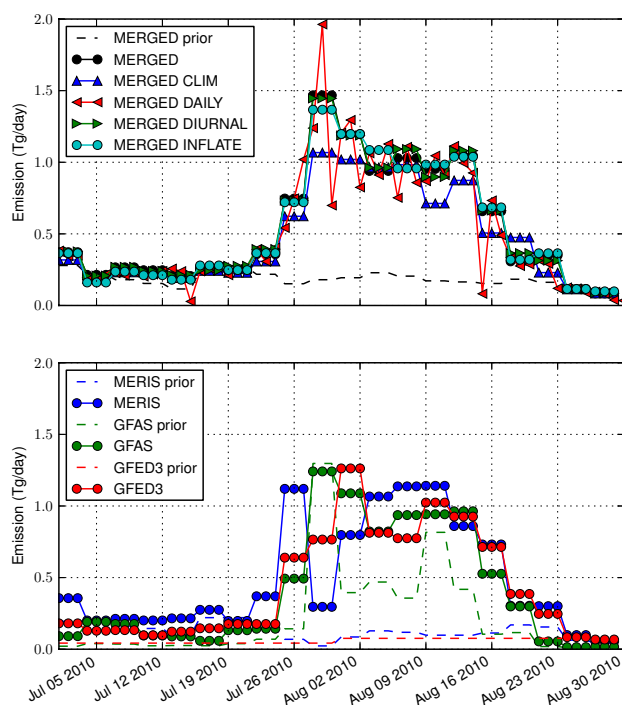 2.0
1.5
1.0
0.5
0.0
Emission (Tg/day)
MERGED prior
MERGED
MERGED CLIM
MERGED DAILY
MERGED DIURNAL
MERGED INFLATE
2.0
1.5
1.0
0.5
0.0
Emission (Tg/day)
MERIS prior
MERIS
GFAS prior
GFAS
GFED3 prior
GFED3
Jul 05 2010
Jul 12 2010
Jul 19 2010
Jul 26 2010
Aug 02 2010
Aug 09 2010
Aug 16 2010
Aug 23 2010
Aug 30 2010